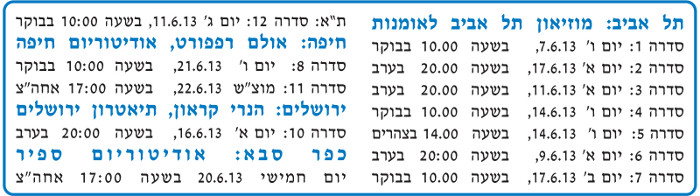 תל אביב: מוזיאון תל אביב לאומנות
סדרה 1: יום ו' 7.6.13, בשעה 10.00 בבוקר
סדרה 2: יום א' 17.6.13, בשעה 20.00 בערב
סדרה 3: יום א' 11.6.13, בשעה 20.00 בערב
סדרה 4: יום ו' 14.6.13, בשעה 10.00 בבוקר
סדרה 5: יום ו' 14.6.13, בשעה 14.00 בצהרים
סדרה 6: יום א' 9.6.13, בשעה 20:00 בערב
סדרה 7: יום ב' 17.6.13, בשעה 10.00 בבוקר
ת"א: סדרה 12: יום ג' 11.6.13, בשעה 10:00 בבוקר
חיפה: אולם רפפורט, אודיטוריום חיפה
סדרה 8: יום ו' 21.6.13, בשעה 10:00 בבוקר
סדרה 11: מוצ"ש 22.6.13, בשעה 17:00 אחה"צ
ירושלים: הנרי קראון, תיאטרון ירושלים
סדרה 10: יום א' 16.6.13, בשעה 20:00 בערב
כפר סבא: אודיטוריום ספיר
יום חמישי 20.6.13 בשעה 17:00 אחה"צ